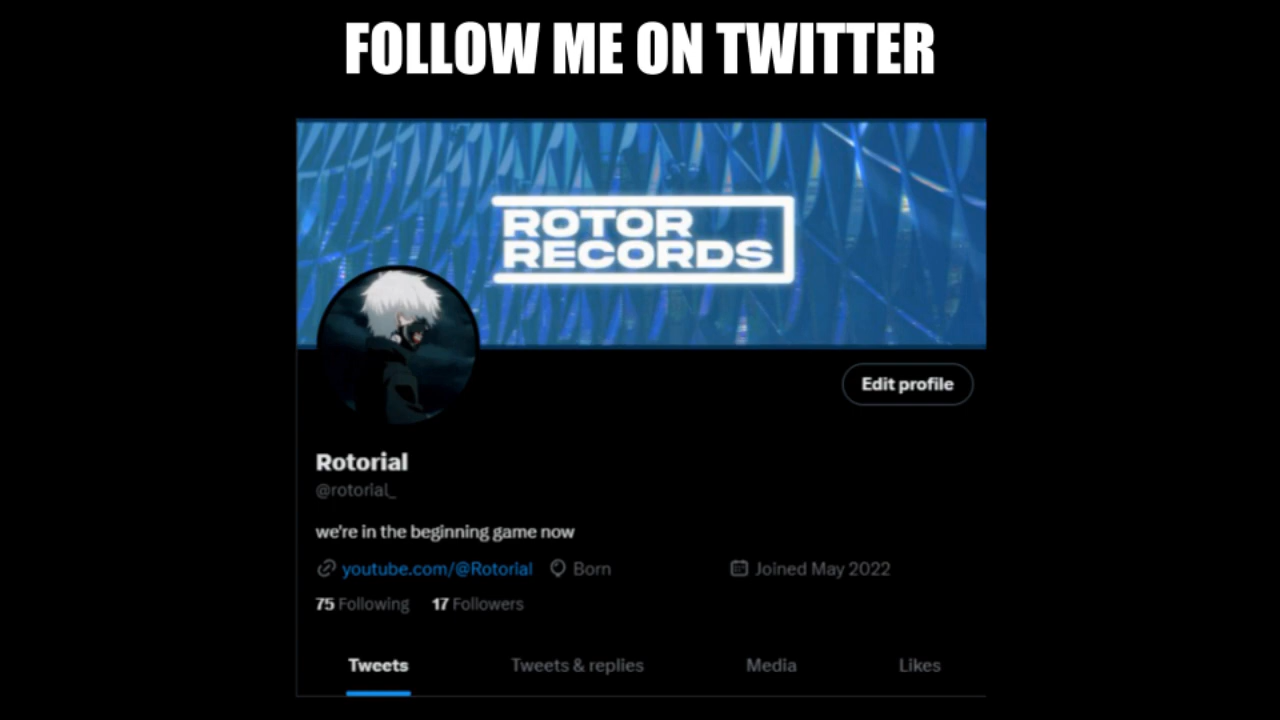 FOLLOW ME ON TWITTER
ROTOR
RECORDS
Edit profile
Rotorial
@rotorial_
we're in the beginning game now
youtube.com/@Rotorial Born Joined May 2022
75 Following 17 Followers
Tweets Tweets & replies Media Likes